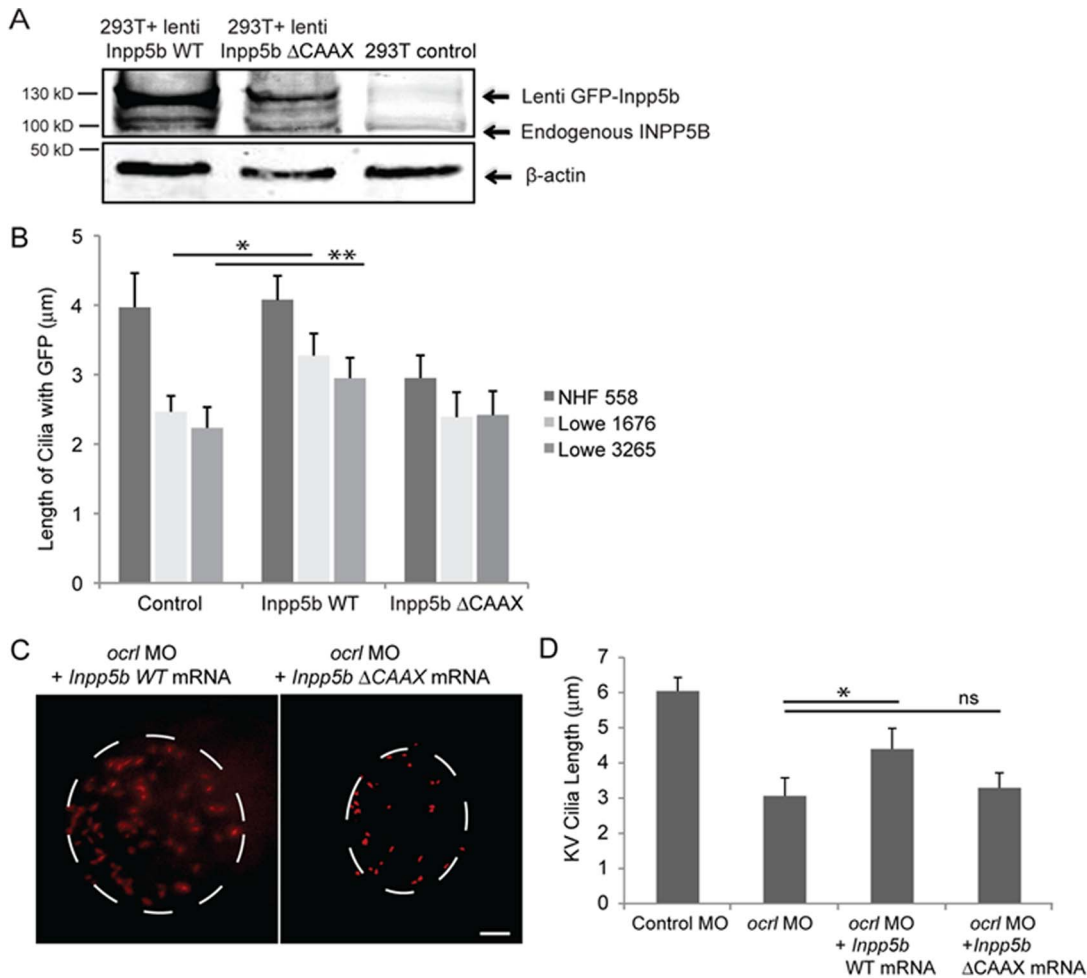 A
293T+ lenti
Inpp5b WT
293T+ lenti
Inpp5b ΔCAAX
293T control
130 kD
100 kD
50 kD
Lenti GFP-Inpp5b
Endogenous INPP5B
β-actin
B
Length of Cilia with GFP (μm)
5
4
3
2
1
0
*
**
Control
Inpp5b WT
Inpp5b ΔCAAX
NHF 558
Lowe 1676
Lowe 3265
C
ocrl MO
+ Inpp5b WT mRNA
ocrl MO
+ Inpp5b ΔCAAX mRNA
D
KV Cilia Length (μm)
7
6
5
4
3
2
1
0
*
ns
Control MO
ocrl MO
ocrl MO
+ Inpp5b
WT mRNA
ocrl MO
+Inpp5b
ΔCAAX mRNA